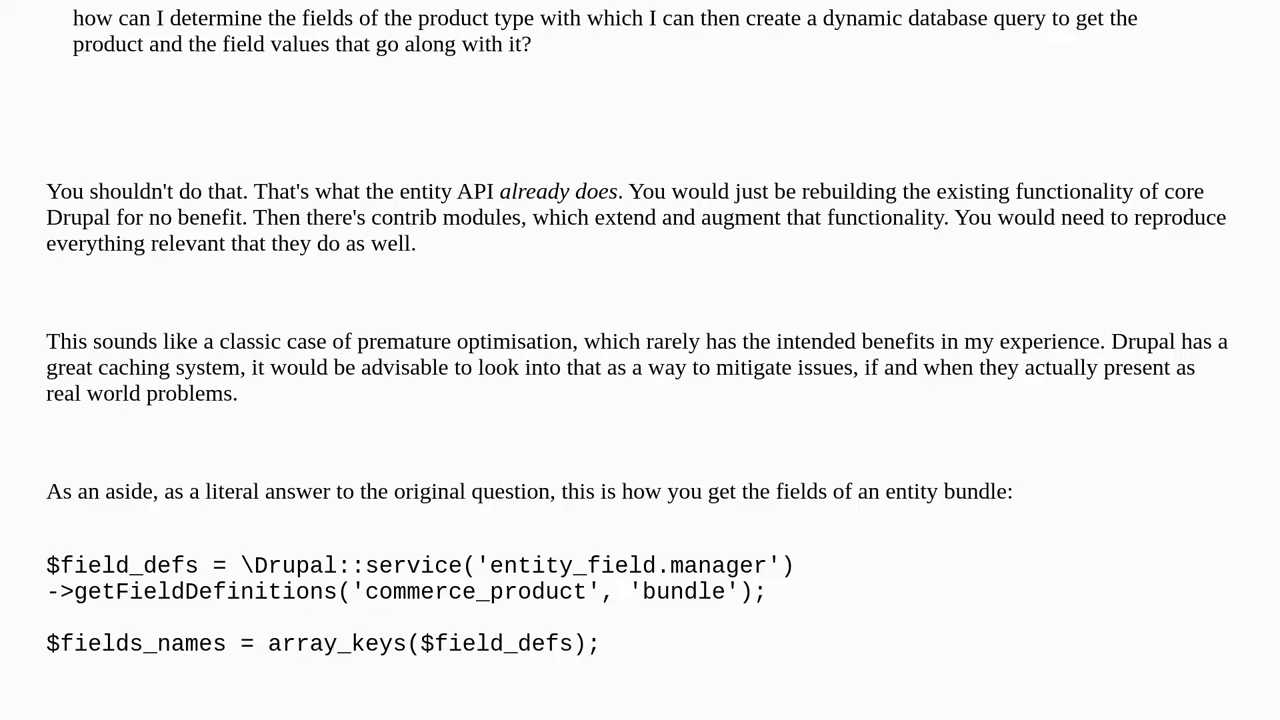 how can I determine the fields of the product type with which I can then create a dynamic database query to get the
product and the field values that go along with it?
You shouldn't do that. That's what the entity API already does. You would just be rebuilding the existing functionality of core
Drupal for no benefit. Then there's contrib modules, which extend and augment that functionality. You would need to reproduce
everything relevant that they do as well.
This sounds like a classic case of premature optimisation, which rarely has the intended benefits in my experience. Drupal has a
great caching system, it would be advisable to look into that as a way to mitigate issues, if and when they actually present as
real world problems.
As an aside, as a literal answer to the original question, this is how you get the fields of an entity bundle:
$field_defs = \Drupal::service('entity_field.manager')
->getFieldDefinitions('commerce_product', 'bundle');
$fields_names = array_keys($field_defs);